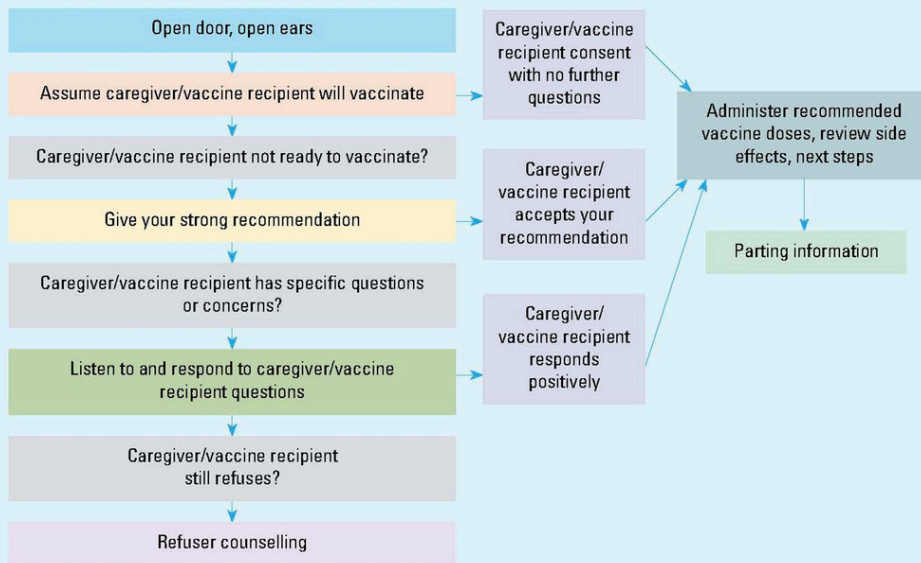 Open door, open ears
Assume caregiver/vaccine recipient will vaccinate
Caregiver/vaccine recipient not ready to vaccinate?
Give your strong recommendation
Caregiver/vaccine recipient has specific questions
or concerns?
Listen to and respond to caregiver/vaccine
recipient questions
Caregiver/vaccine recipient
still refuses?
Refuser counselling
Caregiver/vaccine
recipient consent
with no further
questions
Caregiver/
vaccine recipient
accepts your
recommendation
Caregiver/
vaccine recipient
responds
positively
Administer recommended
vaccine doses, review side
effects, next steps
Parting information